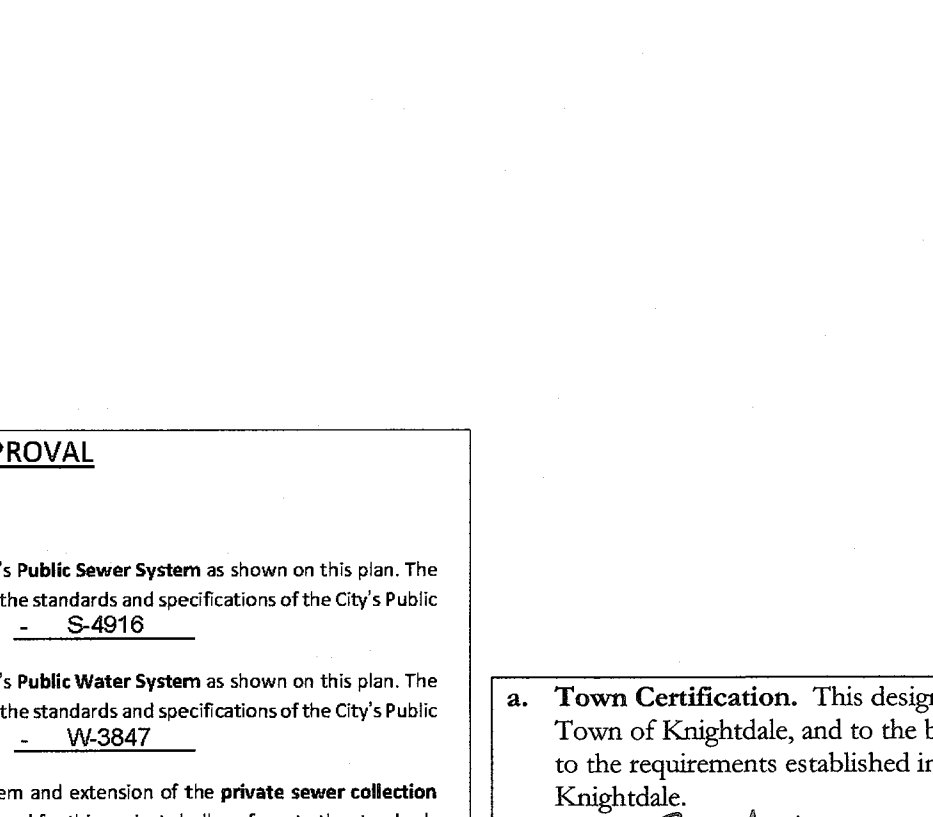 PROVAL
's Public Sewer System as shown on this plan. The
the standards and specifications of the City's Public
- S-4916
's Public Water System as shown on this plan. The
the standards and specifications of the City's Public
- W-3847
em and extension of the private sewer collection
a. Town Certification. This design
Town of Knightdale, and to the b
to the requirements established in
Knightdale.